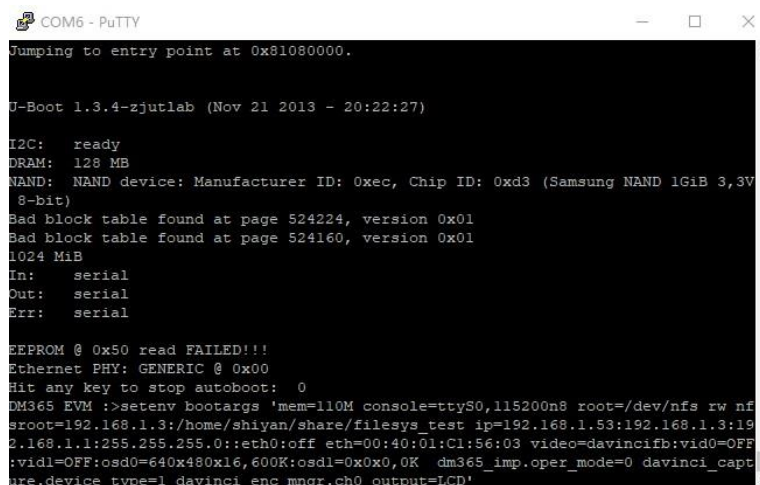 COM6 - PuTTY
Jumping to entry point at 0x81080000.
U-Boot 1.3.4-zjutlab (Nov 21 2013 - 20:22:27)
I2C:   ready
DRAM:  128 MB
NAND:  NAND device: Manufacturer ID: 0xec, Chip ID: 0xd3 (Samsung NAND 1GiB 3,3V
 8-bit)
Bad block table found at page 524224, version 0x01
Bad block table found at page 524160, version 0x01
1024 MiB
In:    serial
Out:   serial
Err:   serial
EEPROM @ 0x50 read FAILED!!!
Ethernet PHY: GENERIC @ 0x00
Hit any key to stop autoboot:  0
DM365 EVM :>setenv bootargs 'mem=110M console=ttyS0,115200n8 root=/dev/nfs rw nf
sroot=192.168.1.3:/home/shiyan/share/filesys_test ip=192.168.1.53:192.168.1.3:19
2.168.1.1:255.255.255.0::eth0:off eth=00:40:01:C1:56:03 video=davincifb:vid0=OFF
:vid1=OFF:osd0=640x480x16,600K:osd1=0x0x0,0K  dm365_imp.oper_mode=0 davinci_capt
ure.device_type=1 davinci_enc_mngr.ch0_output=LCD'